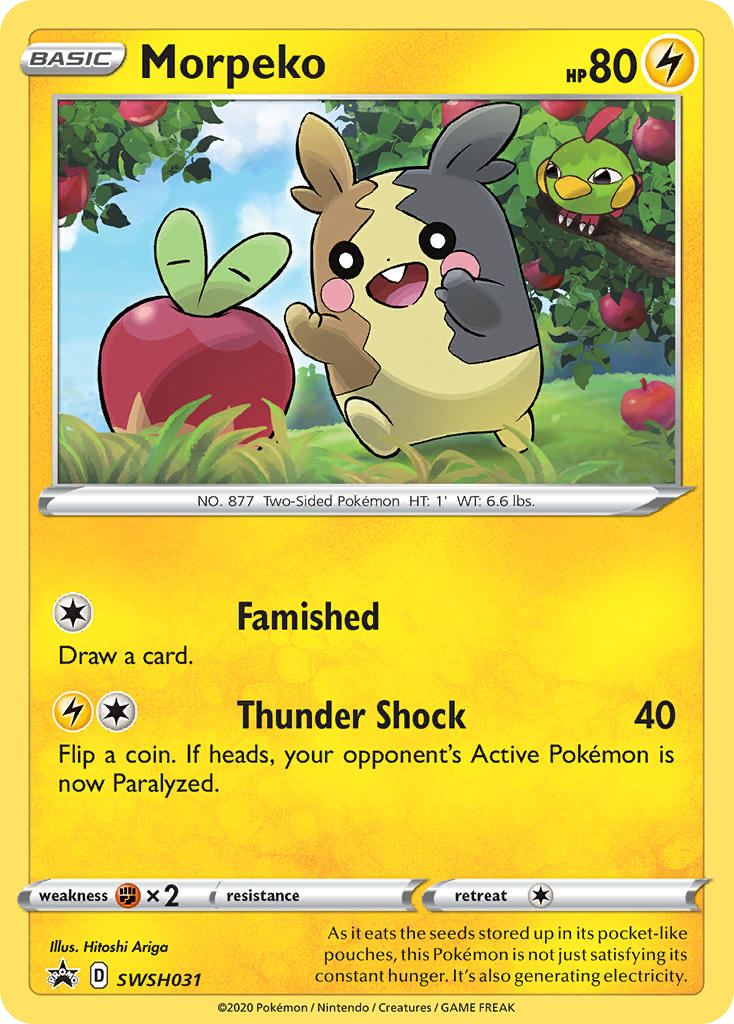 BASIC Morpeko HP80
NO. 877 Two-Sided Pokémon HT: 1' WT: 6.6 lbs.
Famished
Draw a card.
Thunder Shock 40
Flip a coin. If heads, your opponent's Active Pokémon is
now Paralyzed.
weakness ×2 resistance retreat
Illus. Hitoshi Ariga
D SWSH031
As it eats the seeds stored up in its pocket-like
pouches, this Pokémon is not just satisfying its
constant hunger. It's also generating electricity.
©2020 Pokémon / Nintendo / Creatures / GAME FREAK